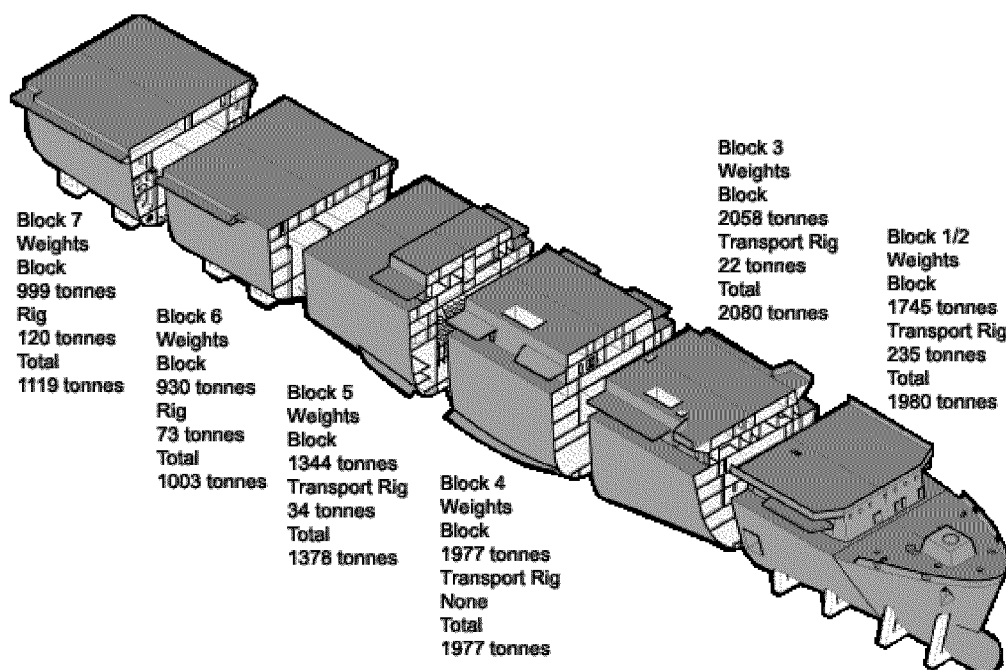 Block 7
Weights
Block
999 tonnes
Rig
120 tonnes
Total
1119 tonnes
Block 6
Weights
Block
930 tonnes
Rig
73 tonnes
Total
1003 tonnes
Block 5
Weights
Block
1344 tonnes
Transport Rig
34 tonnes
Total
1378 tonnes
Block 4
Weights
Block
1977 tonnes
Transport Rig
None
Total
1977 tonnes
Block 3
Weights
Block
2058 tonnes
Transport Rig
22 tonnes
Total
2080 tonnes
Block 1/2
Weights
Block
1745 tonnes
Transport Rig
235 tonnes
Total
1980 tonnes